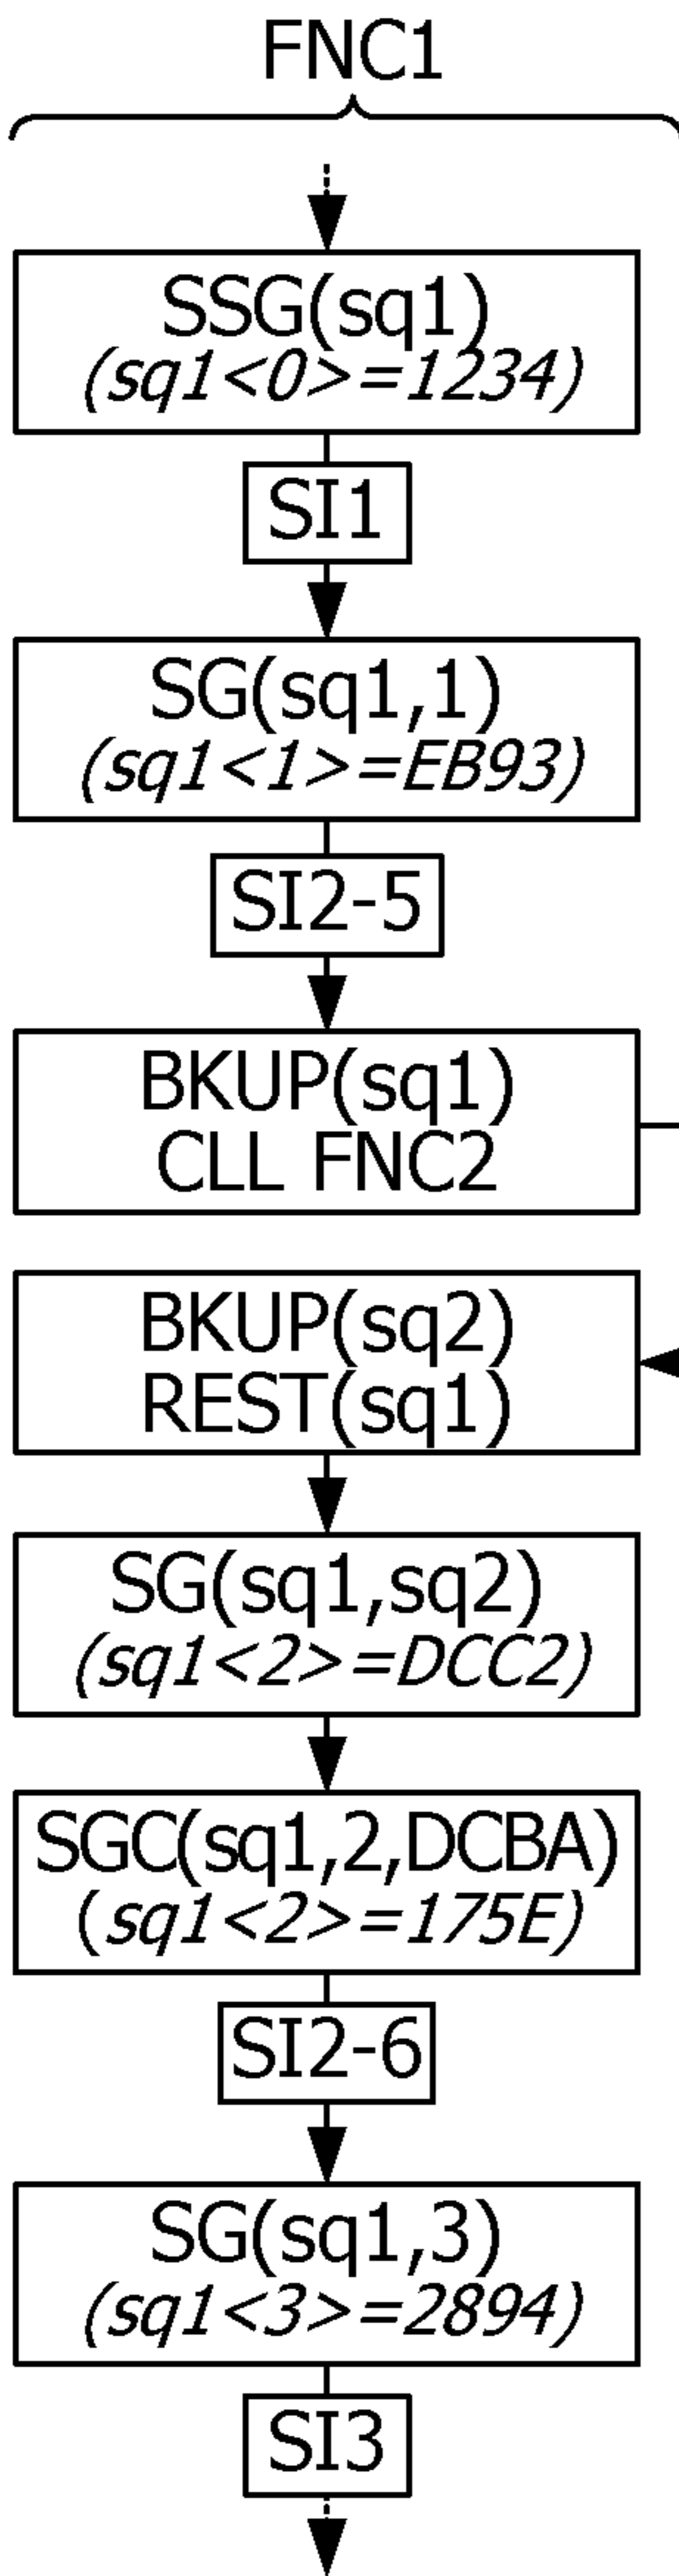 FNC1
SSG(sq1)
(sq1<0>=1234)
SI1
SG(sq1,1)
(sq1<1>=EB93)
SI2-5
BKUP(sq1)
CLL FNC2
BKUP(sq2)
REST(sq1)
SG(sq1,sq2)
(sq1<2>=DCC2)
SGC(sq1,2,DCBA)
(sq1<2>=175E)
SI2-6
SG(sq1,3)
(sq1<3>=2894)
SI3